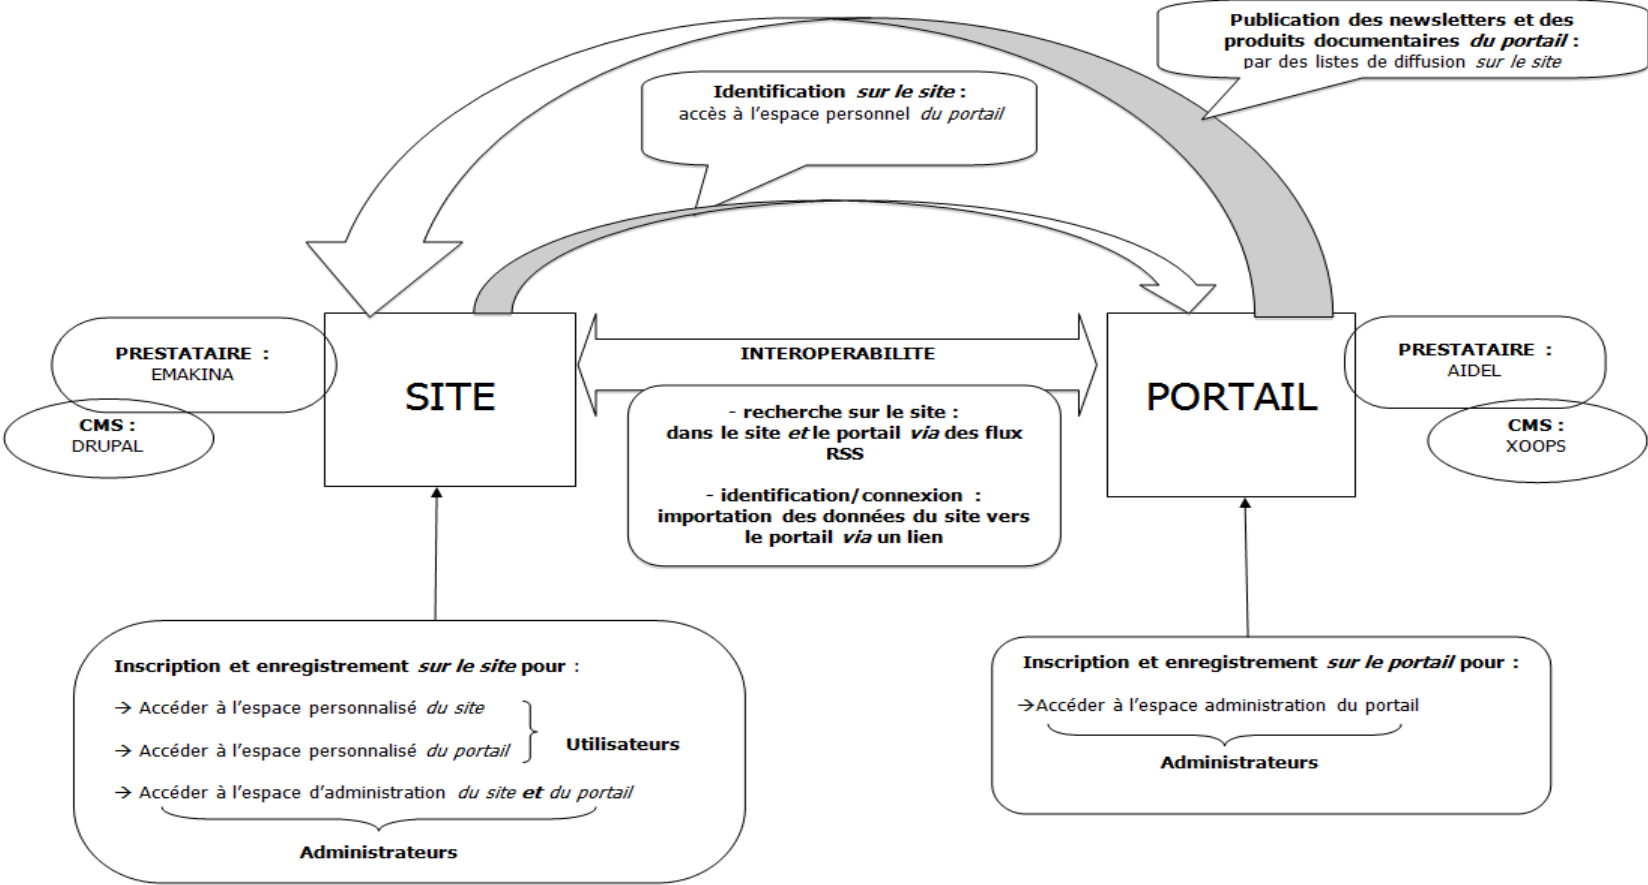 Publication des newsletters et des
produits documentaires du portail :
par des listes de diffusion sur le site
Identification sur le site :
accès à l'espace personnel du portail
PRESTATAIRE :
EMAKINA
CMS :
DRUPAL
SITE
INTEROPERABILITE
- recherche sur le site :
dans le site et le portail via des flux
RSS
- identification/connexion :
importation des données du site vers
le portail via un lien
PORTAIL
PRESTATAIRE :
AIDEL
CMS :
XOOPS
Inscription et enregistrement sur le site pour :
→ Accéder à l'espace personnalisé du site
→ Accéder à l'espace personnalisé du portail
Utilisateurs
→ Accéder à l'espace d'administration du site et du portail
Administrateurs
Inscription et enregistrement sur le portail pour :
→Accéder à l'espace administration du portail
Administrateurs